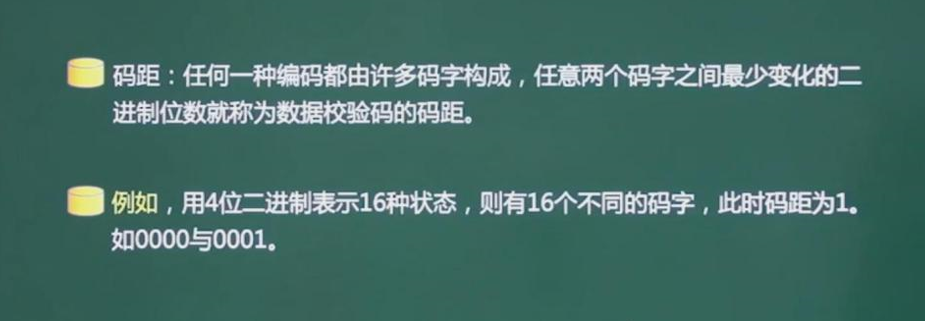 码距：任何一种编码都由许多码字构成，任意两个码字之间最少变化的二
进制位数就称为数据校验码的码距。
例如，用4位二进制表示16种状态，则有16个不同的码字，此时码距为1。
如0000与0001。